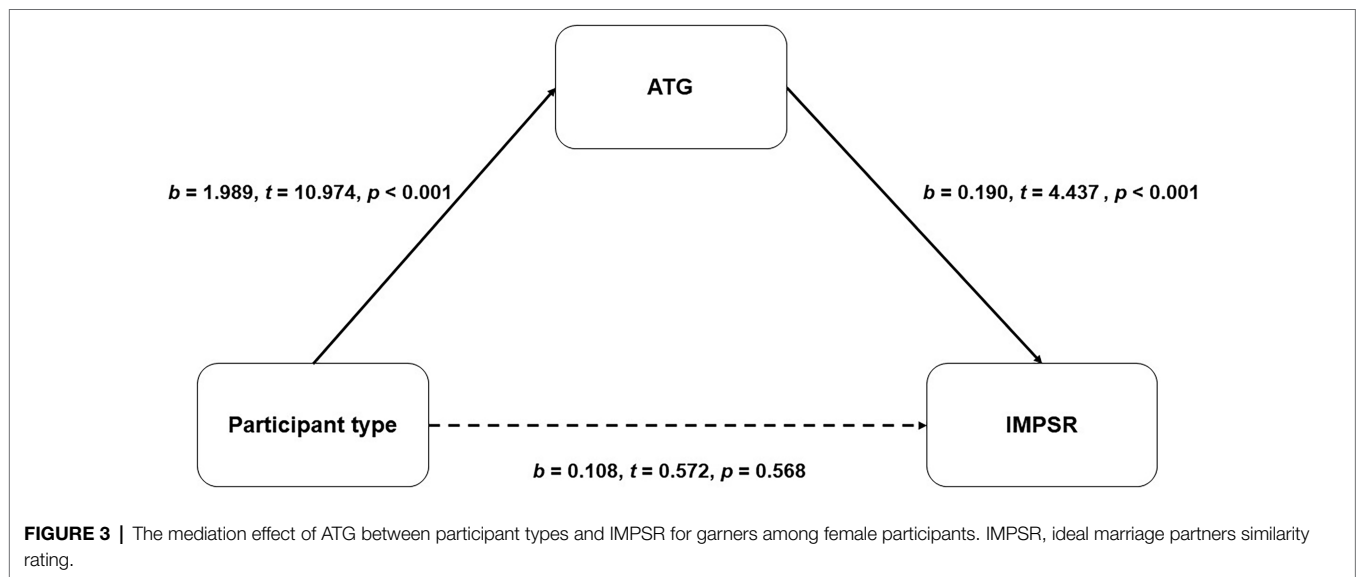 ATG
b = 1.989, t = 10.974, p < 0.001
b = 0.190, t = 4.437 , p < 0.001
Participant type
IMPSR
b = 0.108, t = 0.572, p = 0.568
FIGURE 3 | The mediation effect of ATG between participant types and IMPSR for garners among female participants. IMPSR, ideal marriage partners similarity
rating.